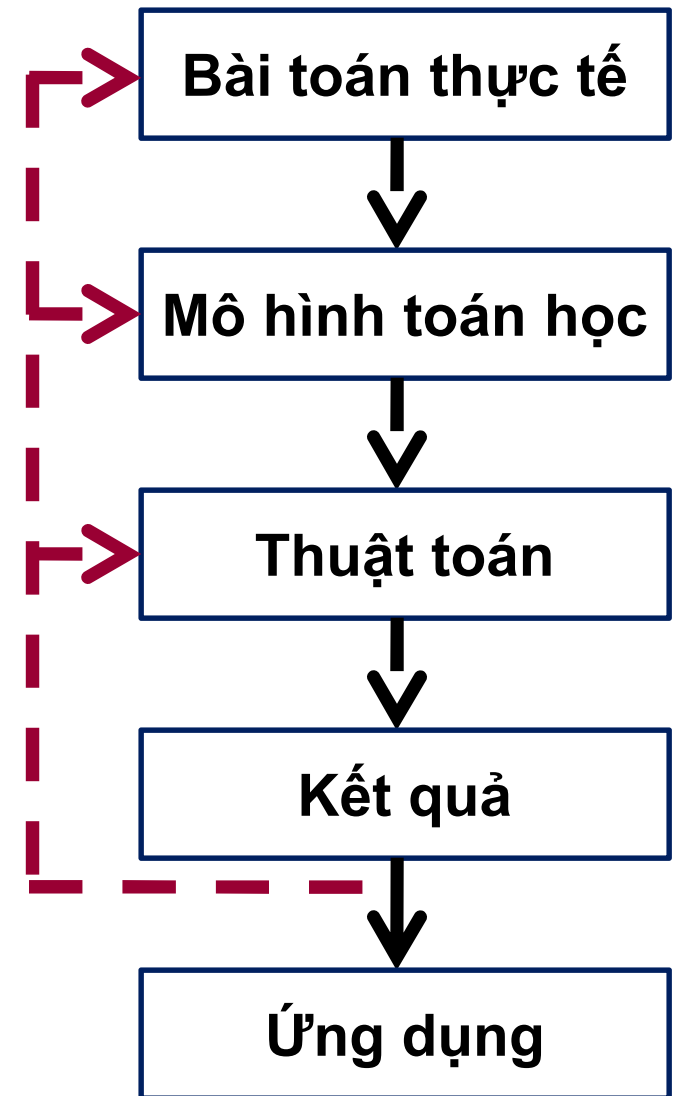 Bài toán thực tế
Mô hình toán học
Thuật toán
Kết quả
Ứng dụng